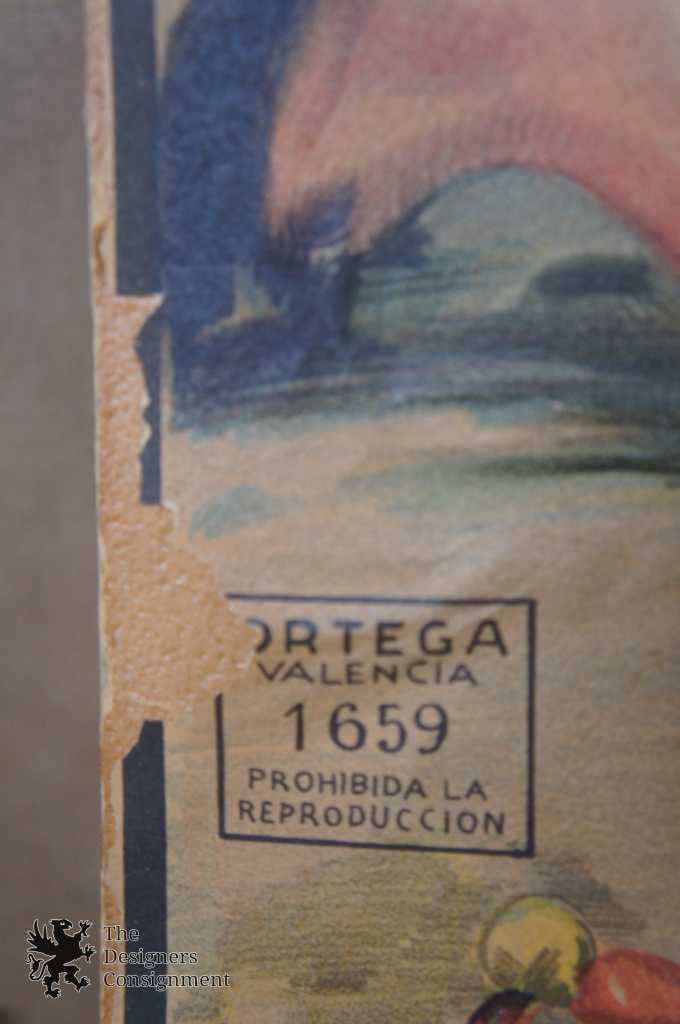 ORTEGA
VALENCIA
1659
PROHIBIDA LA
REPRODUCCION
The
Designers
Consignment